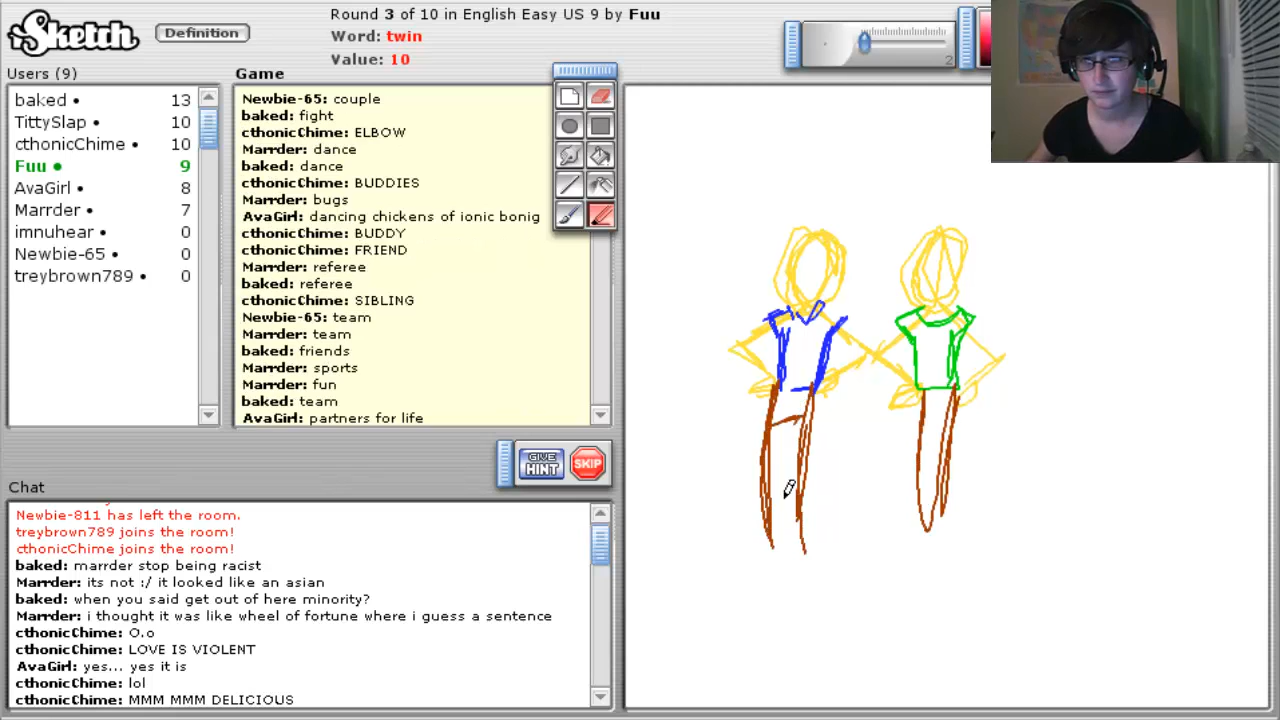 iSketch
Definition
Round 3 of 10 in English Easy US 9 by Fuu
Word: twin
Value: 10
2
Users (9)
baked • 13
TittySlap • 10
cthonicChime • 10
Fuu • 9
AvaGirl • 8
Marrder • 7
imnuhear • 0
Newbie-65 • 0
treybrown789 • 0
Game
Newbie-65: couple
baked: fight
cthonicChime: ELBOW
Marrder: dance
baked: dance
cthonicChime: BUDDIES
Marrder: bugs
AvaGirl: dancing chickens of ionic bonig
cthonicChime: BUDDY
cthonicChime: FRIEND
Marrder: referee
baked: referee
cthonicChime: SIBLING
Newbie-65: team
Marrder: team
baked: friends
Marrder: sports
Marrder: fun
baked: team
AvaGirl: partners for life
GIVE HINT
SKIP
Chat
Newbie-811 has left the room.
treybrown789 joins the room!
cthonicChime joins the room!
baked: marrder stop being racist
Marrder: its not :/ it looked like an asian
baked: when you said get out of here minority?
Marrder: i thought it was like wheel of fortune where i guess a sentence
cthonicChime: O.o
cthonicChime: LOVE IS VIOLENT
AvaGirl: yes... yes it is
cthonicChime: lol
cthonicChime: MMM MMM DELICIOUS